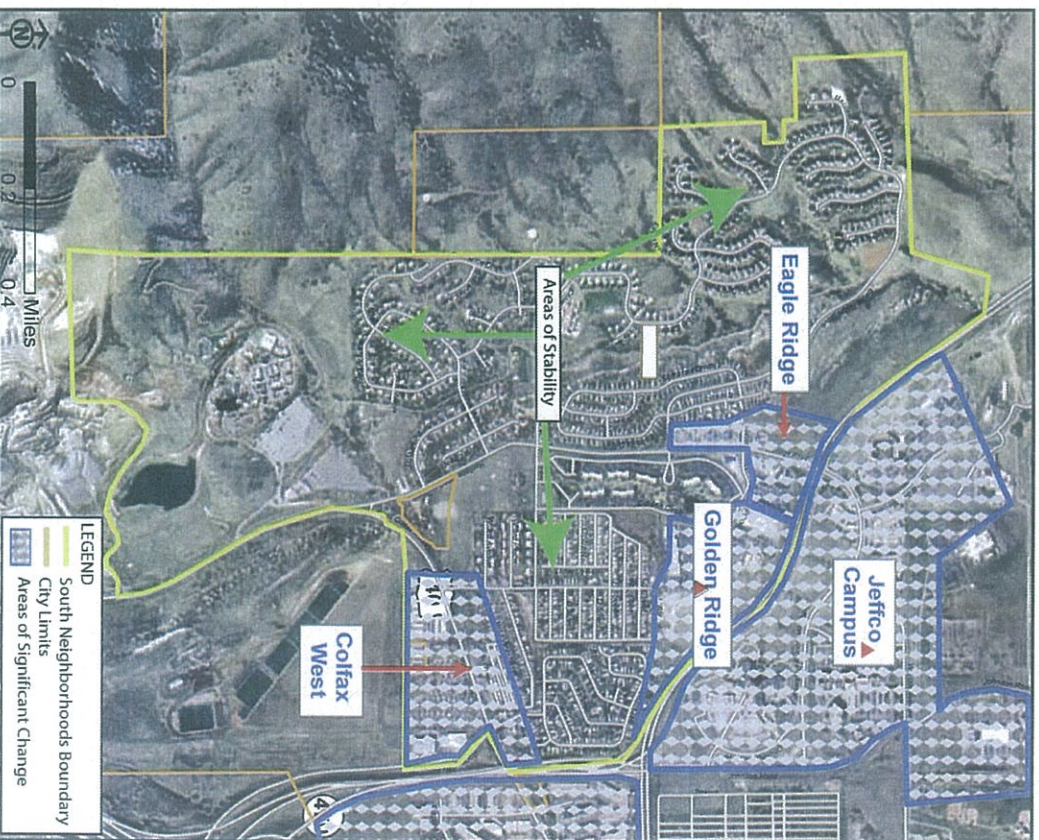 Eagle Ridge
Jeffco
Campus
Golden Ridge
Areas of Stability
Colfax
West
40
N
0
0.2
0.4
Miles
LEGEND
South Neighborhoods Boundary
City Limits
Areas of Significant Change